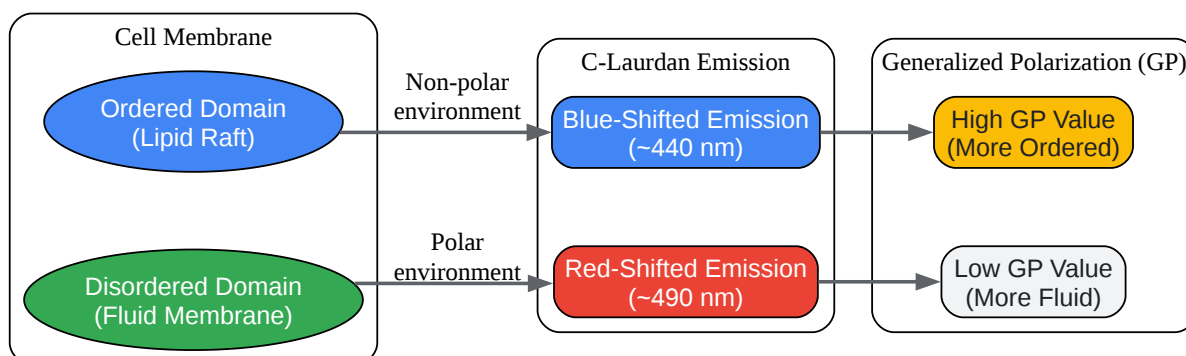 Cell Membrane
Ordered Domain
(Lipid Raft)
Disordered Domain
(Fluid Membrane)
Non-polar
environment
Polar
environment
C-Laurdan Emission
Blue-Shifted Emission
(~440 nm)
Red-Shifted Emission
(~490 nm)
Generalized Polarization (GP)
High GP Value
(More Ordered)
Low GP Value
(More Fluid)